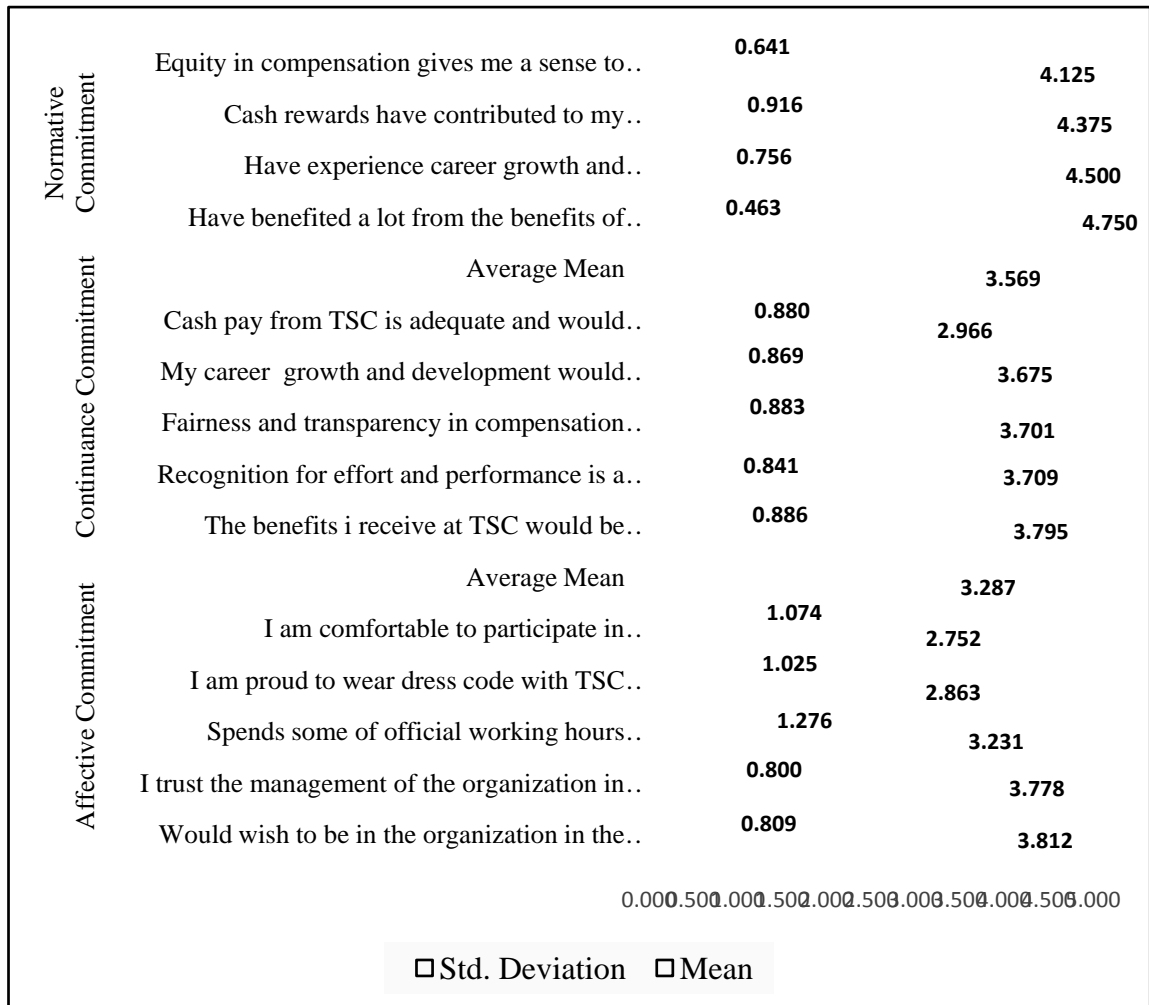 Normative
Commitment
Equity in compensation gives me a sense to..
0.641
4.125
Cash rewards have contributed to my..
0.916
4.375
Have experience career growth and..
0.756
4.500
Have benefited a lot from the benefits of..
0.463
4.750
Continuance Commitment
Average Mean
3.569
Cash pay from TSC is adequate and would..
0.880
2.966
My career growth and development would..
0.869
3.675
Fairness and transparency in compensation..
0.883
3.701
Recognition for effort and performance is a..
0.841
3.709
The benefits i receive at TSC would be..
0.886
3.795
Affective Commitment
Average Mean
3.287
I am comfortable to participate in..
1.074
2.752
I am proud to wear dress code with TSC..
1.025
2.863
Spends some of official working hours..
1.276
3.231
I trust the management of the organization in..
0.800
3.778
Would wish to be in the organization in the..
0.809
3.812
0.000 0.500 1.000 1.500 2.000 2.500 3.000 3.500 4.000 4.500 5.000
Std. Deviation Mean